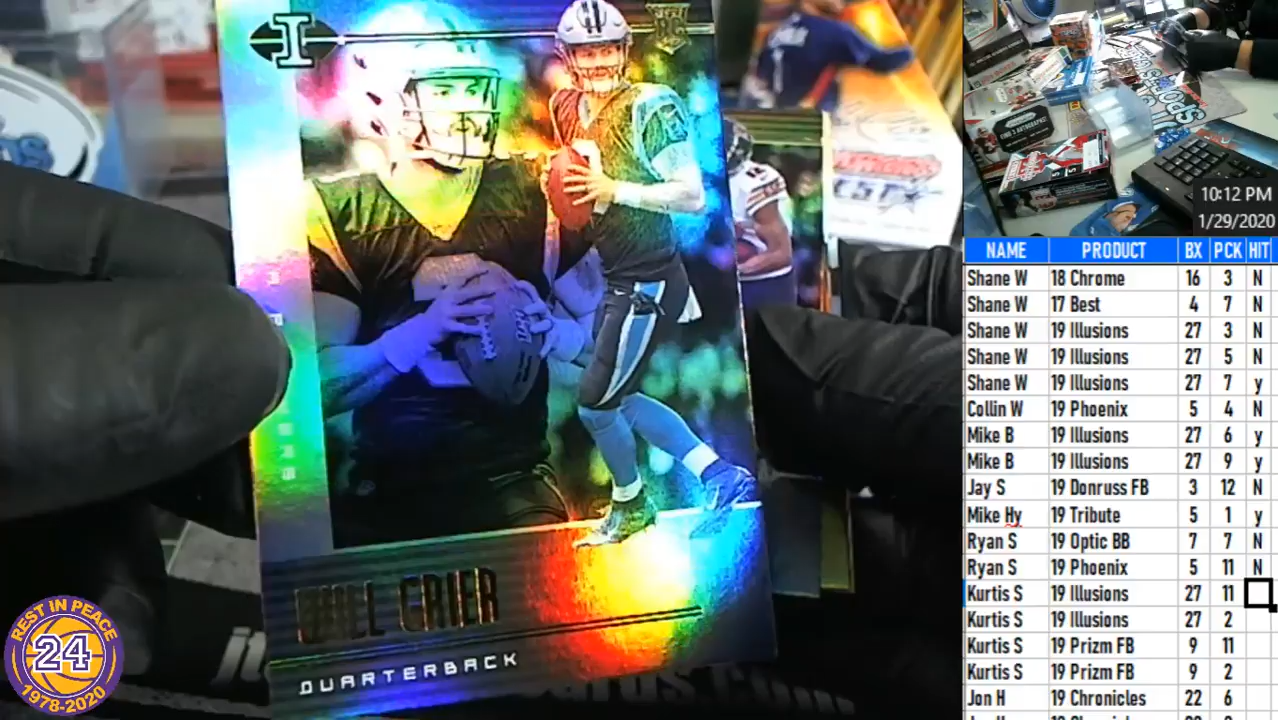 I
RC
WILL GRIER
QUARTERBACK
REST IN PEACE
24
1978-2020
FIND 3 AUTOGRAPHS
10:12 PM
1/29/2020
NAME PRODUCT BX PCK HIT
Shane W 18 Chrome 16 3 N
Shane W 17 Best 4 7 N
Shane W 19 Illusions 27 3 N
Shane W 19 Illusions 27 5 N
Shane W 19 Illusions 27 7 y
Collin W 19 Phoenix 5 4 N
Mike B 19 Illusions 27 6 y
Mike B 19 Illusions 27 9 y
Jay S 19 Donruss FB 3 12 N
Mike Hy 19 Tribute 5 1 y
Ryan S 19 Optic BB 7 7 N
Ryan S 19 Phoenix 5 11 N
Kurtis S 19 Illusions 27 11
Kurtis S 19 Illusions 27 2
Kurtis S 19 Prizm FB 9 11
Kurtis S 19 Prizm FB 9 2
Jon H 19 Chronicles 22 6